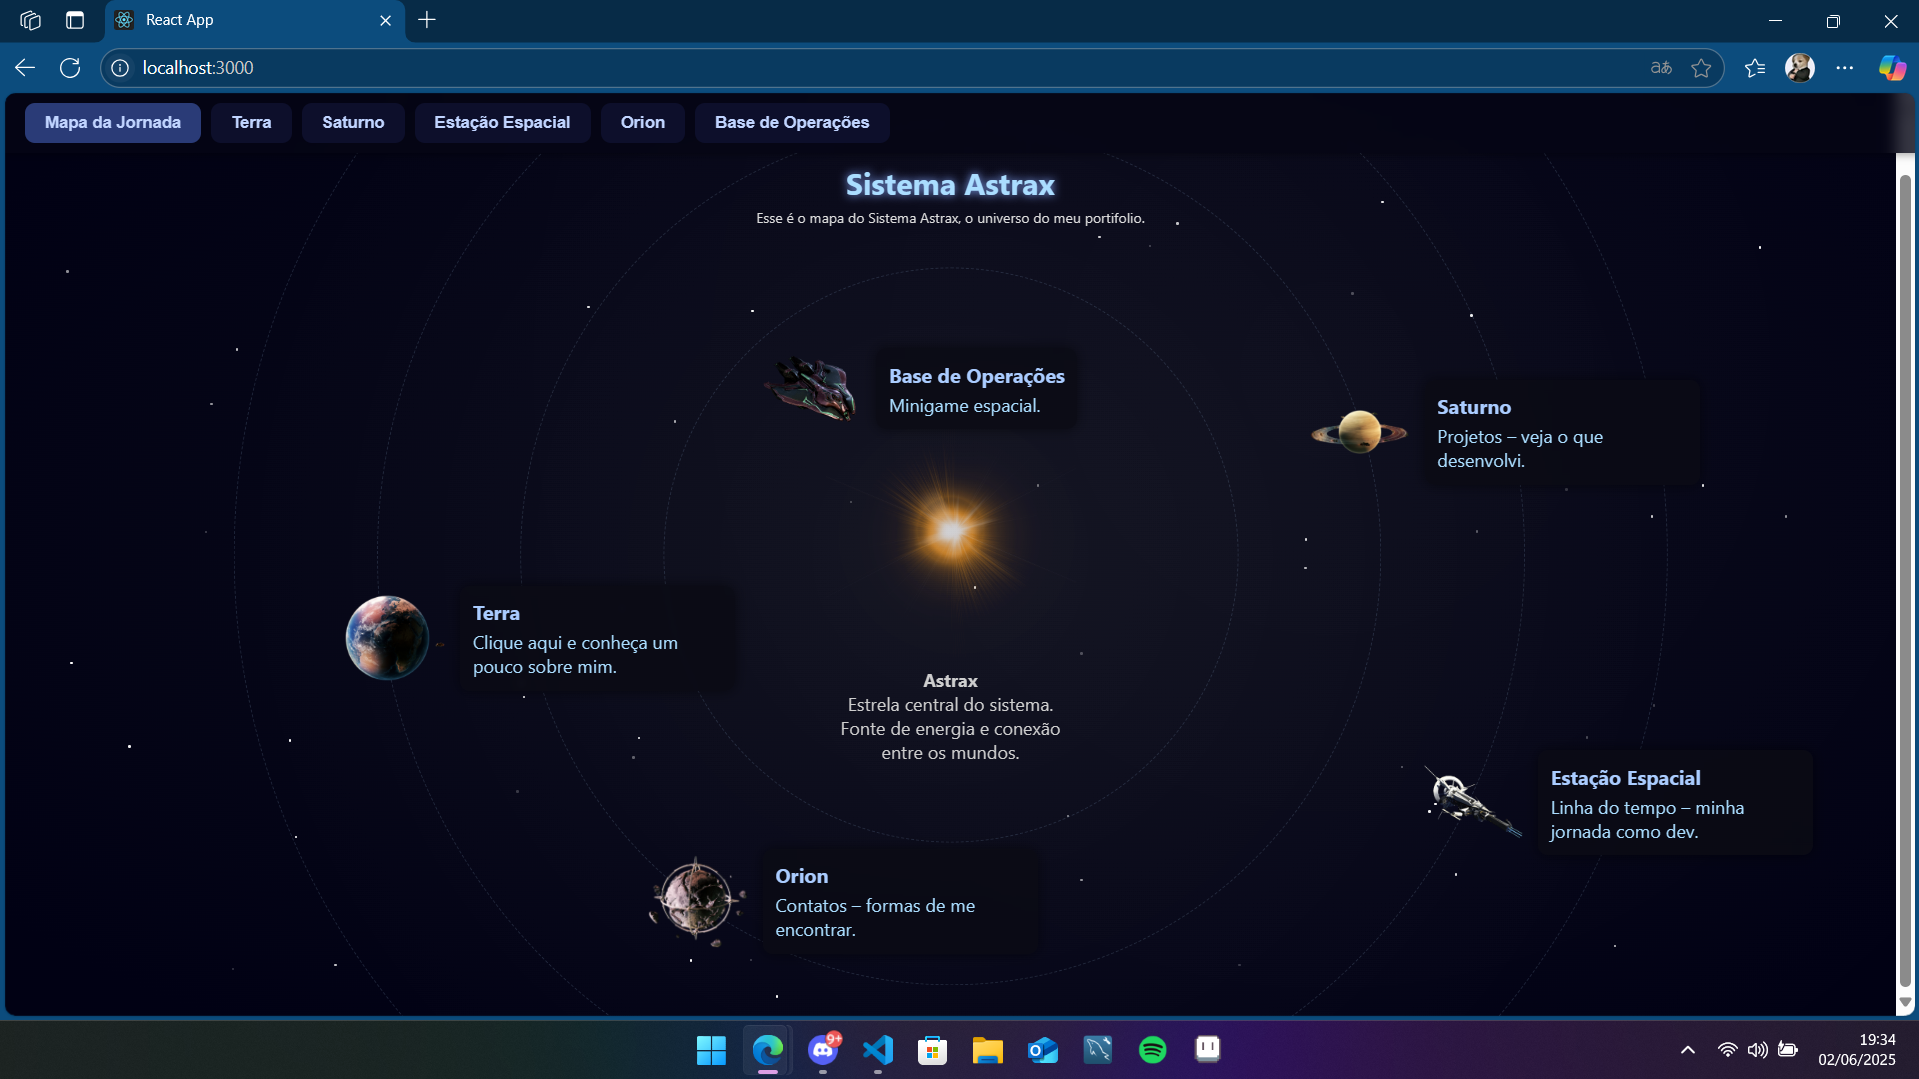 React App
localhost:3000
aあ
Mapa da Jornada
Terra
Saturno
Estação Espacial
Orion
Base de Operações
Sistema Astrax
Esse é o mapa do Sistema Astrax, o universo do meu portifolio.
Base de Operações
Minigame espacial.
Saturno
Projetos – veja o que
desenvolvi.
Terra
Clique aqui e conheça um
pouco sobre mim.
Astrax
Estrela central do sistema.
Fonte de energia e conexão
entre os mundos.
Estação Espacial
Linha do tempo – minha
jornada como dev.
Orion
Contatos – formas de me
encontrar.
9+
19:34
02/06/2025